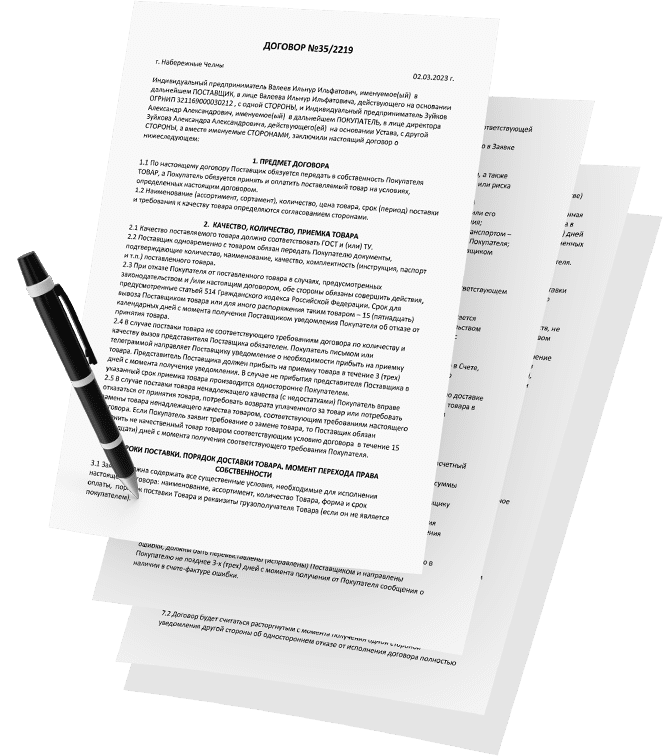 ДОГОВОР №35/2219
г. Набережные Челны
02.03.2023 г.
Индивидуальный предприниматель Валеев Ильнур Ильфатович, именуемое(ый) в
дальнейшем ПОСТАВЩИК, в лице Валеева Ильнур Ильфатовича, действующего на основании
ОГРНИП 321169000030212 , с одной СТОРОНЫ, и Индивидуальный предприниматель Зуйков
Александр Александрович, именуемое(ый) в дальнейшем ПОКУПАТЕЛЬ, в лице директора
Зуйкова Александра Александровича, действующего(ей) на основании Устава, с другой
СТОРОНЫ, а вместе именуемые СТОРОНАМИ, заключили настоящий договор о
нижеследующем:
1. ПРЕДМЕТ ДОГОВОРА
1.1 По настоящему договору Поставщик обязуется передать в собственность Покупателя
ТОВАР, а Покупатель обязуется принять и оплатить поставляемый товар на условиях,
определенных настоящим договором.
1.2 Наименование (ассортимент, сортамент), количество, цена товара, срок (период) поставки
и требования к качеству товара определяются согласованием сторонами.
2. КАЧЕСТВО, КОЛИЧЕСТВО, ПРИЕМКА ТОВАРА
2.1 Качество поставляемого товара должно соответствовать ГОСТ и (или) ТУ.
2.2 Поставщик одновременно с товаром обязан передать Покупателю документы,
подтверждающие количество, наименование, качество, комплектность (инструкция, паспорт
и т.п.) поставленного товара.
2.3 При отказе Покупателя от поставленного товара в случаях, предусмотренных
законодательством и /или настоящим договором, обе стороны обязаны совершить действия,
предусмотренные статьей 514 Гражданского кодекса Российской Федерации. Срок для
вывоза Поставщиком товара или для иного распоряжения таким товаром – 15 (пятнадцать)
календарных дней с момента получения Поставщиком уведомления Покупателя об отказе от
принятия товара.
2.4 В случае поставки товара не соответствующего требованиям договора по количеству и
качеству вызов представителя Поставщика обязателен. Покупатель письмом или
телеграммой направляет Поставщику уведомление о необходимости прибыть на приемку
товара. Представитель Поставщика должен прибыть на приемку товара в течение 3 (трех)
дней с момента получения уведомления. В случае не прибытия представителя Поставщика в
указанный срок приемка товара производится одностороннее Покупателем.
2.5 В случае поставки товара ненадлежащего качества (с недостатками) Покупатель вправе
отказаться от принятия товара, потребовать возврата уплаченного за товар или потребовать
замены товара ненадлежащего качества товаром, соответствующим требованиям настоящего
говора. Если Покупатель заявит требование о замене товара, то Поставщик обязан
нить не качественный товар товаром соответствующим условию договора в течение 15
дцати) дней с момента получения соответствующего требования Покупателя.
РОКИ ПОСТАВКИ. ПОРЯДОК ДОСТАВКИ ТОВАРА. МОМЕНТ ПЕРЕХОДА ПРАВА
СОБСТВЕННОСТИ
3.1 Зая жна содержать все существенные условия, необходимые для исполнения
настоящ говора: наименование, ассортимент, количество Товара, форма и срок
оплаты, пор поставки Товара и реквизиты грузополучателя Товара (если он не является
покупателем).
ошибки, должны быть перевыставлены (исправлены) Поставщиком и направлены
Покупателю не позднее 3-х (трех) дней с момента получения от Покупателя сообщения о
наличии в счете-фактуре ошибки.
7.2 Договор будет считаться расторгнутым с момента получения одной стороной
уведомления другой стороны об одностороннем отказе от исполнения договора полностью